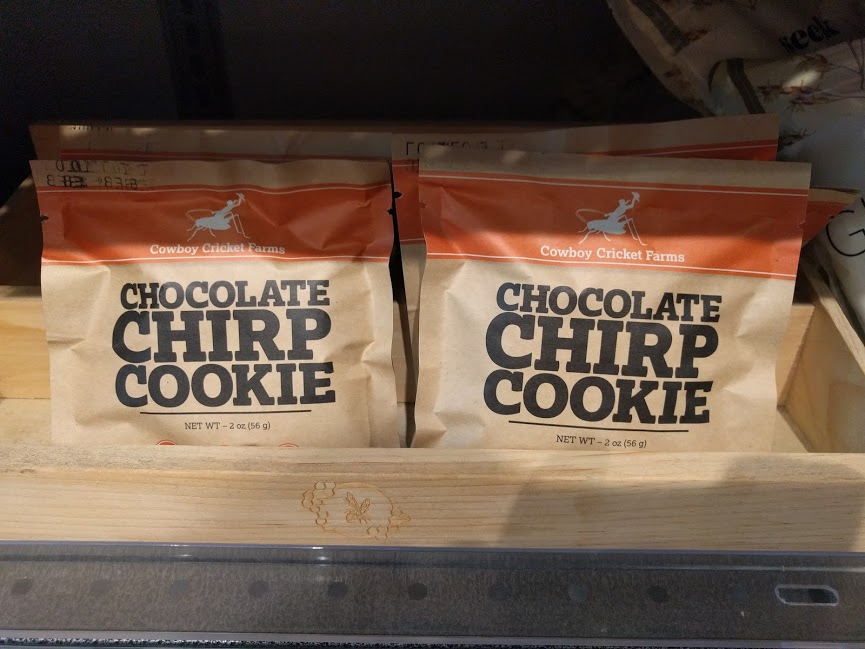 Cowboy Cricket Farms
CHOCOLATE
CHIRP
COOKIE
NET WT – 2 oz (56 g)
Cowboy Cricket Farms
CHOCOLATE
CHIRP
COOKIE
NET WT – 2 oz (56 g)